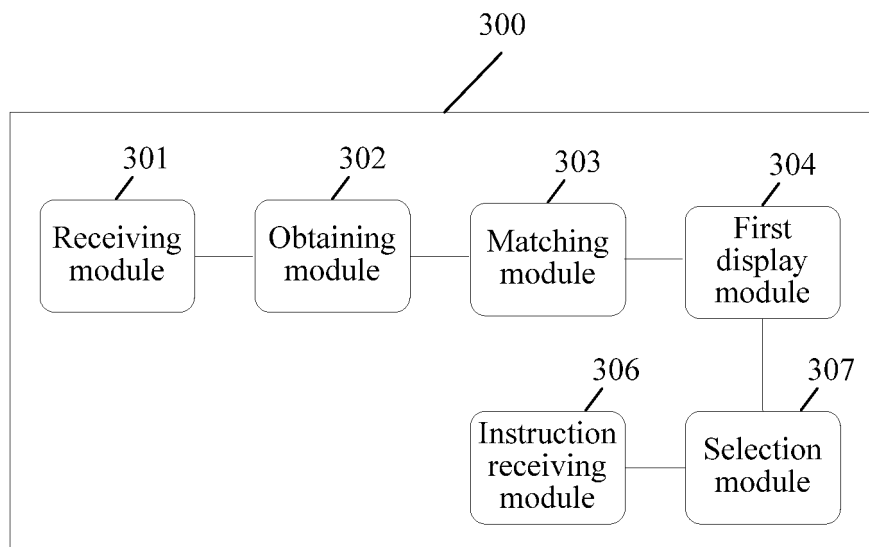 300
301
302
303
304
Receiving
module
Obtaining
module
Matching
module
First
display
module
306
307
Instruction
receiving
module
Selection
module